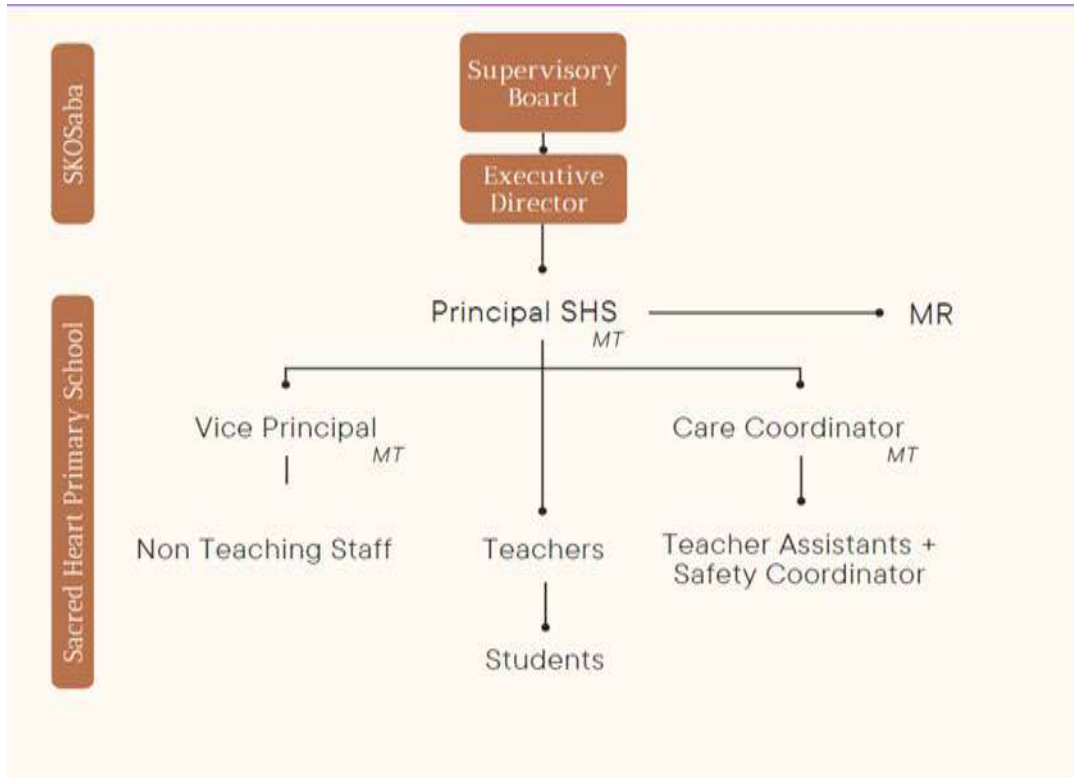 SKOSaba
Supervisory
Board
Executive
Director
Sacred Heart Primary School
Principal SHS
MT
MR
Vice Principal
MT
Care Coordinator
MT
Non Teaching Staff
Teachers
Teacher Assistants +
Safety Coordinator
Students